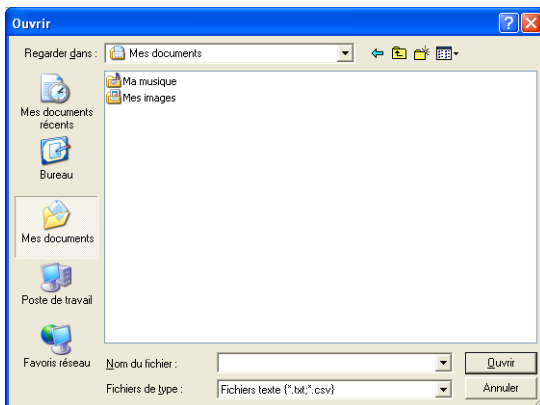 Ouvrir
Regarder dans :
Mes documents
Ma musique
Mes images
Mes documents
récents
Bureau
Mes documents
Poste de travail
Favoris réseau
Nom du fichier :
Ouvrir
Fichiers de type :
Fichiers texte {*.txt;*.csv}
Annuler